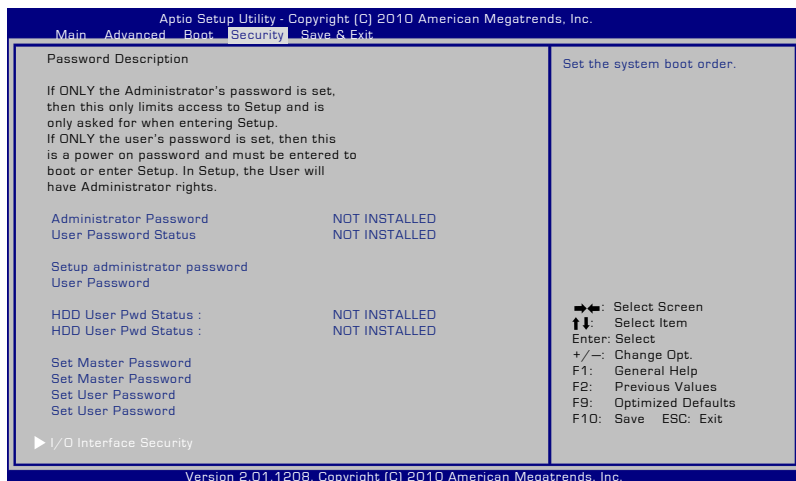 Aptio Setup Utility - Copyright (C) 2010 American Megatrends, Inc.
Main Advanced Boot Security Save & Exit
Password Description
If ONLY the Administrator's password is set,
then this only limits access to Setup and is
only asked for when entering Setup.
If ONLY the user's password is set, then this
is a power on password and must be entered to
boot or enter Setup. In Setup, the User will
have Administrator rights.
Administrator Password NOT INSTALLED
User Password Status NOT INSTALLED
Setup administrator password
User Password
HDD User Pwd Status : NOT INSTALLED
HDD User Pwd Status : NOT INSTALLED
Set Master Password
Set Master Password
Set User Password
Set User Password
I/O Interface Security
Set the system boot order.
→←: Select Screen
↑↓: Select Item
Enter: Select
+/—: Change Opt.
F1: General Help
F2: Previous Values
F9: Optimized Defaults
F10: Save ESC: Exit
Version 2.01.1208. Copyright (C) 2010 American Megatrends, Inc.